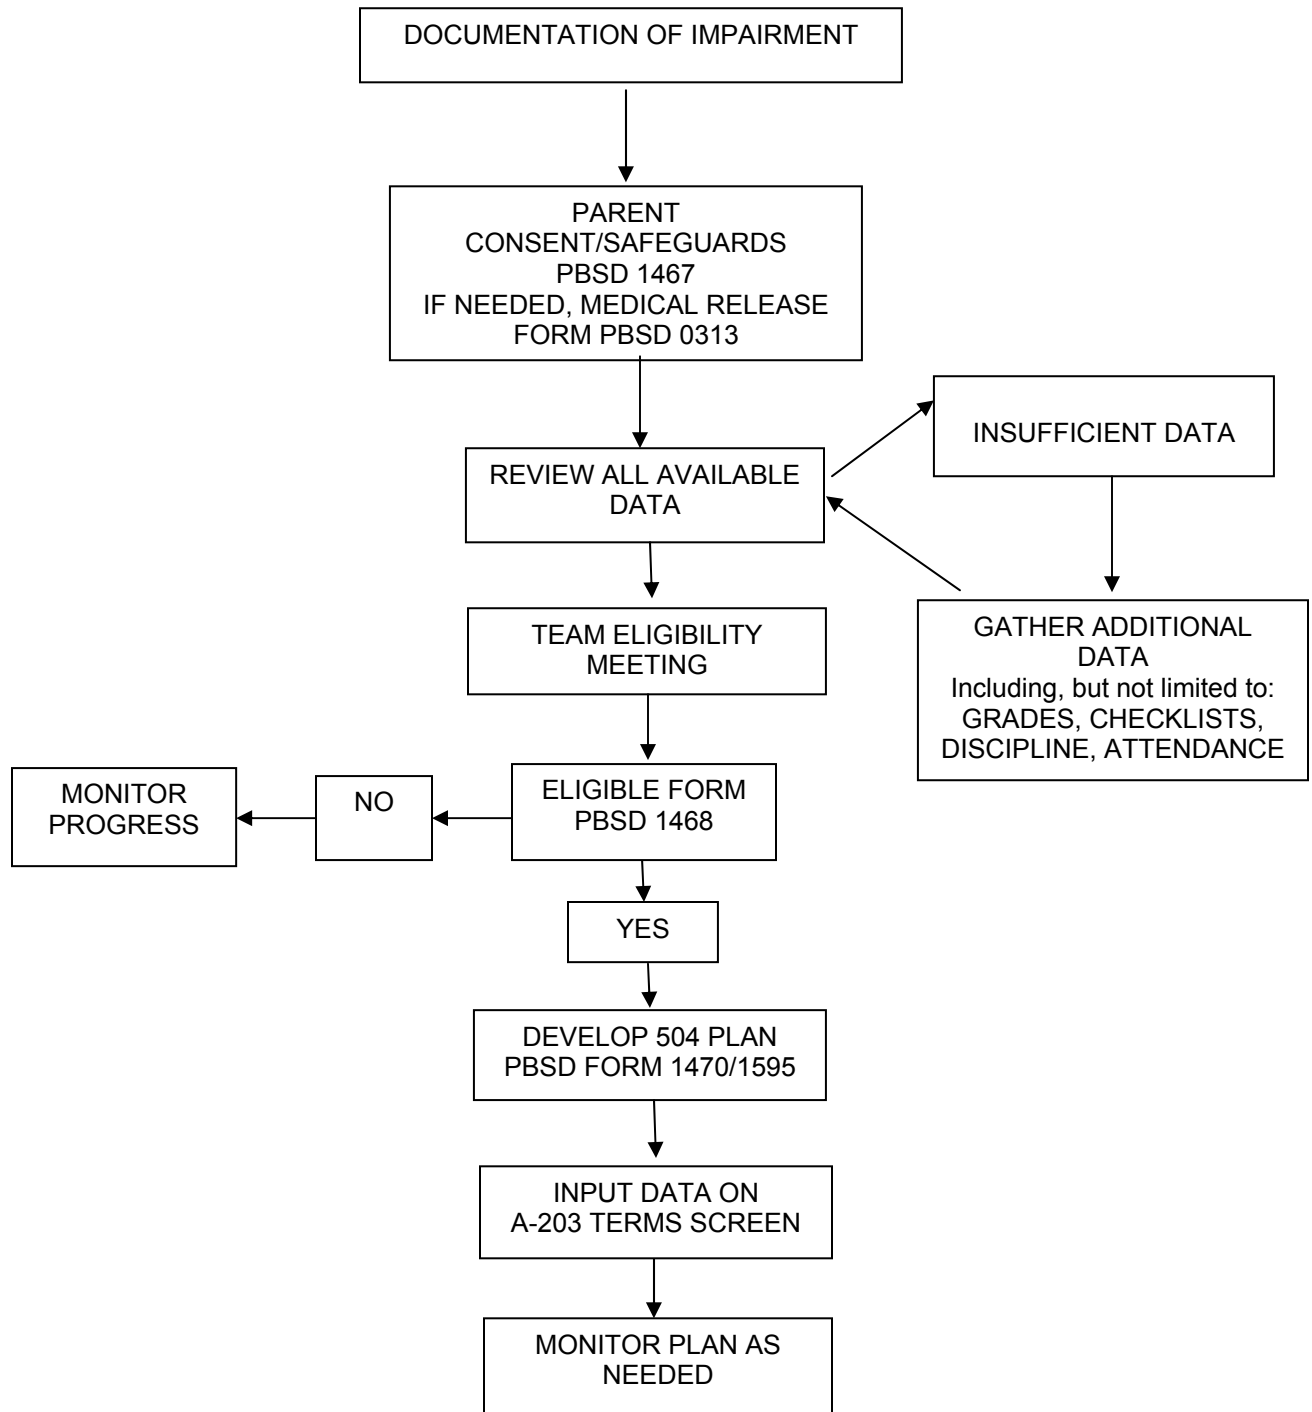 DOCUMENTATION OF IMPAIRMENT
PARENT
CONSENT/SAFEGUARDS
PBSD 1467
IF NEEDED, MEDICAL RELEASE
FORM PBSD 0313
INSUFFICIENT DATA
REVIEW ALL AVAILABLE
DATA
GATHER ADDITIONAL
DATA
Including, but not limited to:
GRADES, CHECKLISTS,
DISCIPLINE, ATTENDANCE
TEAM ELIGIBILITY
MEETING
MONITOR
PROGRESS
NO
ELIGIBLE FORM
PBSD 1468
YES
DEVELOP 504 PLAN
PBSD FORM 1470/1595
INPUT DATA ON
A-203 TERMS SCREEN
MONITOR PLAN AS
NEEDED